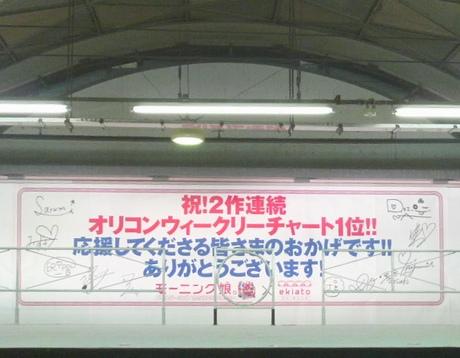 祝!2作連続
オリコンウィークリーチャート1位!!
応援してくださる皆さまのおかげです!!
ありがとうございます!
モーニング娘。
ekiato